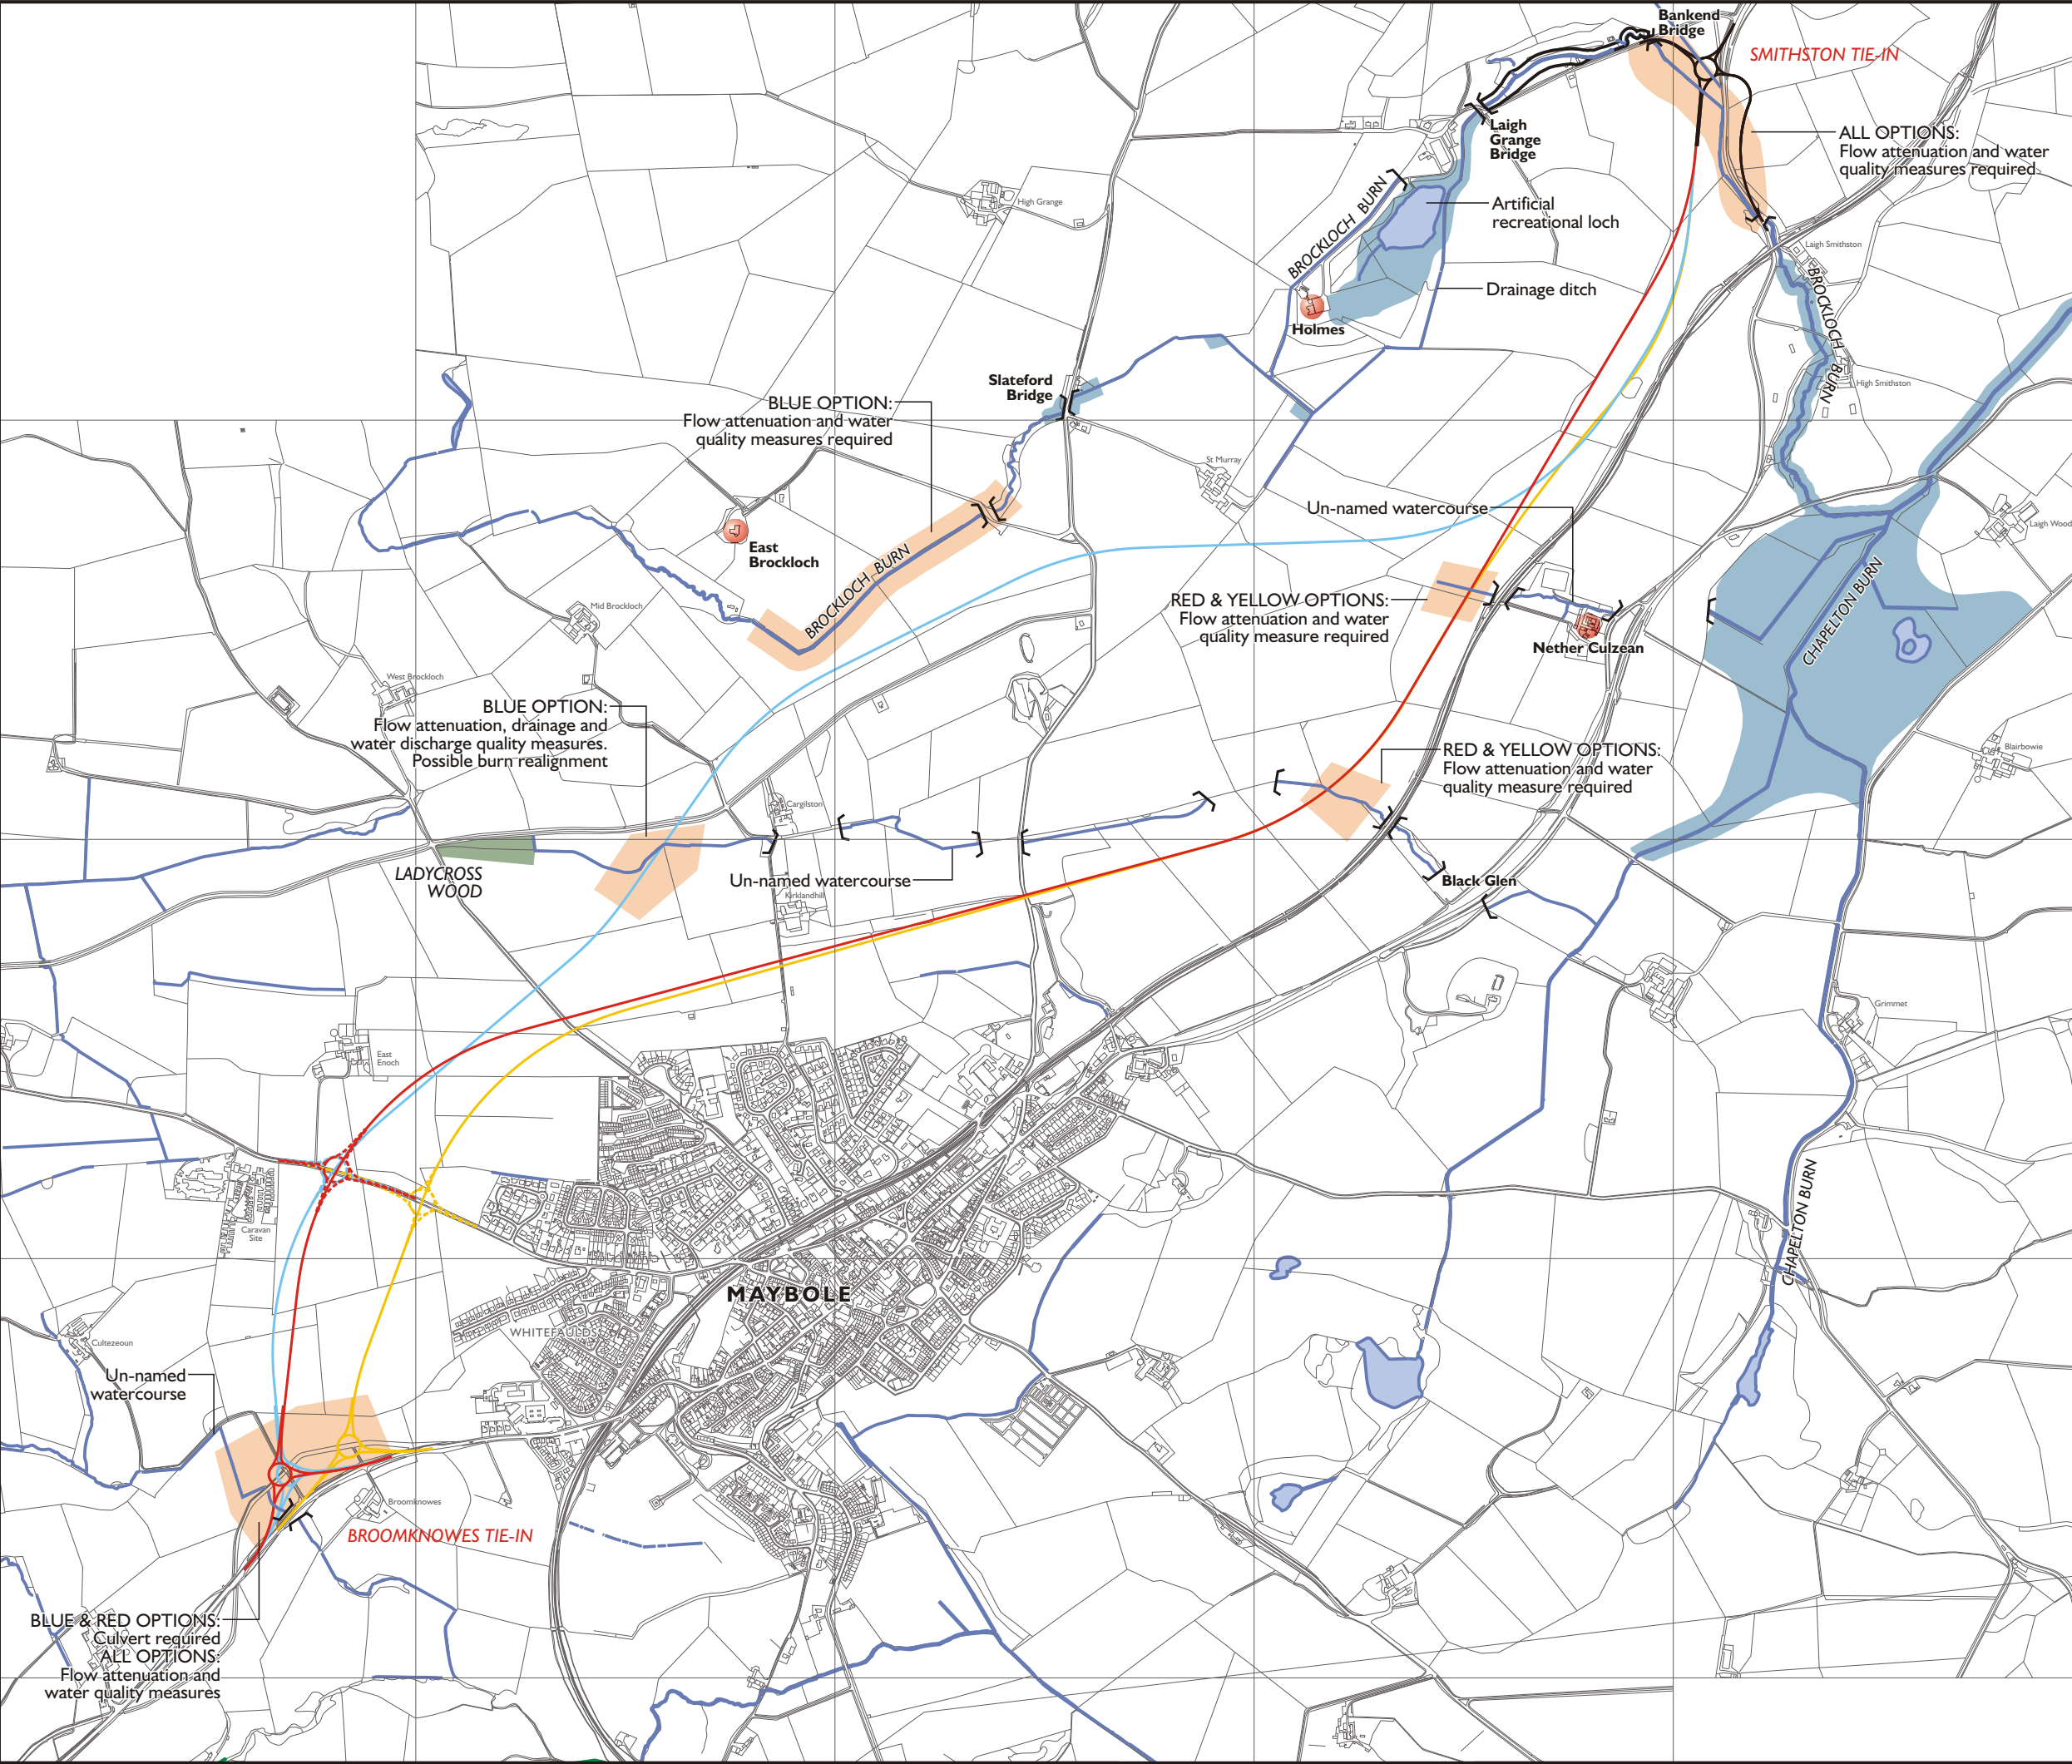 Bankend
Bridge
SMITHSTON TIE-IN
Laigh
Grange
Bridge
ALL OPTIONS:
Flow attenuation and water
quality measures required
High Grange
BROCKLOCH BURN
Artificial
recreational loch
Laigh Smithston
BROCKLOCH BURN
Drainage ditch
Holmes
Slateford
Bridge
High Smithston
BLUE OPTION:
Flow attenuation and water
quality measures required
St Murray
Un-named watercourse
Laigh Wood
East
Brockloch
BROCKLOCH BURN
CHAPELTON BURN
Mid Brockloch
RED & YELLOW OPTIONS:
Flow attenuation and water
quality measure required
Nether Culzean
West Brockloch
BLUE OPTION:
Flow attenuation, drainage and
water discharge quality measures.
Possible burn realignment
RED & YELLOW OPTIONS:
Flow attenuation and water
quality measure required
Blairbowie
Cargilston
LADYCROSS
WOOD
Un-named watercourse
Kirklandhill
Black Glen
Grimmet
East
Enoch
Caravan
Site
CHAPELTON BURN
MAYBOLE
WHITEFAULDS
Cultezeoun
Un-named
watercourse
Broomknowes
BROOMKNOWES TIE-IN
BLUE & RED OPTIONS:
Culvert required
ALL OPTIONS:
Flow attenuation and
water quality measures